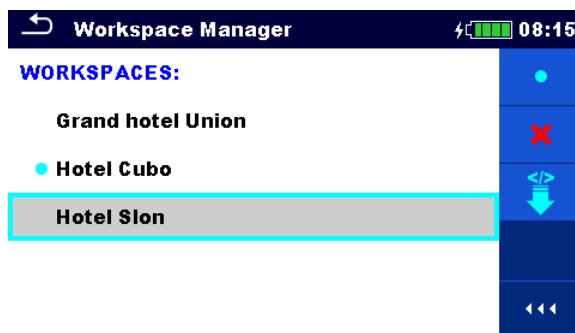 Workspace Manager 08:15
WORKSPACES:
Grand hotel Union
Hotel Cubo
Hotel Slon